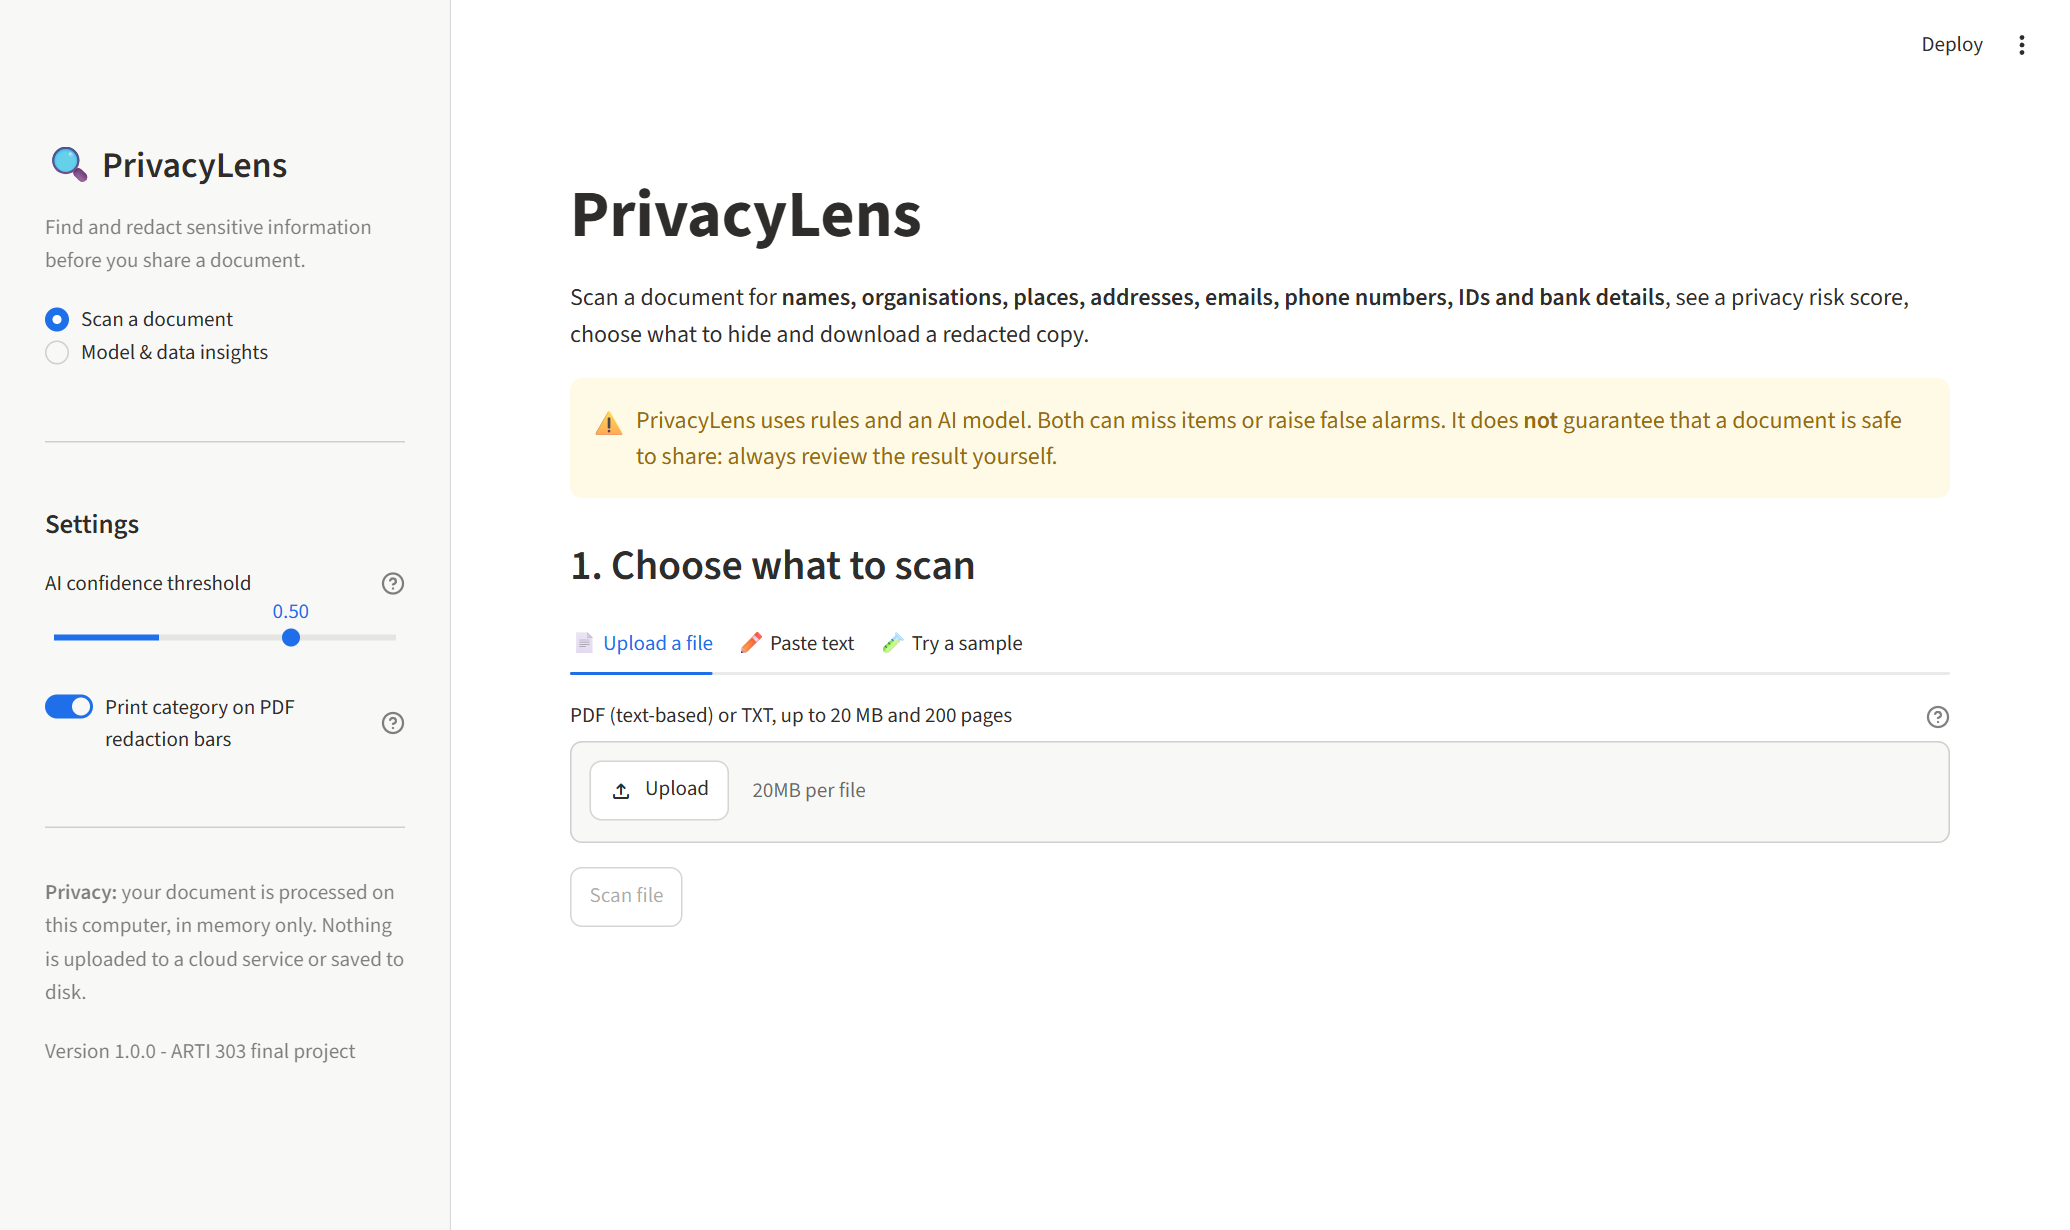 Deploy
PrivacyLens
Find and redact sensitive information
before you share a document.
Scan a document
Model & data insights
Settings
AI confidence threshold
0.50
Print category on PDF
redaction bars
Privacy: your document is processed on
this computer, in memory only. Nothing
is uploaded to a cloud service or saved to
disk.
Version 1.0.0 - ARTI 303 final project
PrivacyLens
Scan a document for names, organisations, places, addresses, emails, phone numbers, IDs and bank details, see a privacy risk score,
choose what to hide and download a redacted copy.
PrivacyLens uses rules and an AI model. Both can miss items or raise false alarms. It does not guarantee that a document is safe
to share: always review the result yourself.
1. Choose what to scan
Upload a file Paste text Try a sample
PDF (text-based) or TXT, up to 20 MB and 200 pages
Upload 20MB per file
Scan file